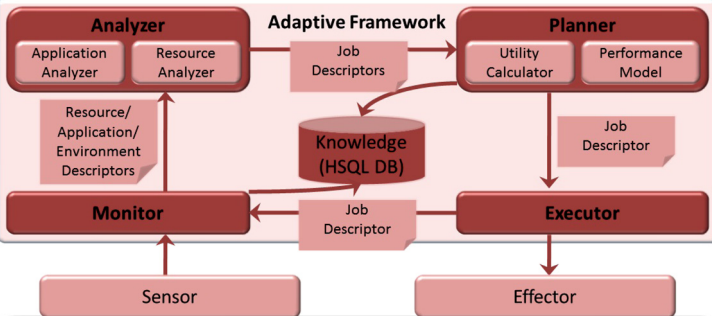 Analyzer
Adaptive Framework
Planner
Application
Analyzer
Resource
Analyzer
Job
Descriptors
Utility
Calculator
Performance
Model
Resource/
Application/
Environment
Descriptors
Knowledge
(HSQL DB)
Job
Descriptor
Monitor
Job
Descriptor
Executor
Sensor
Effector